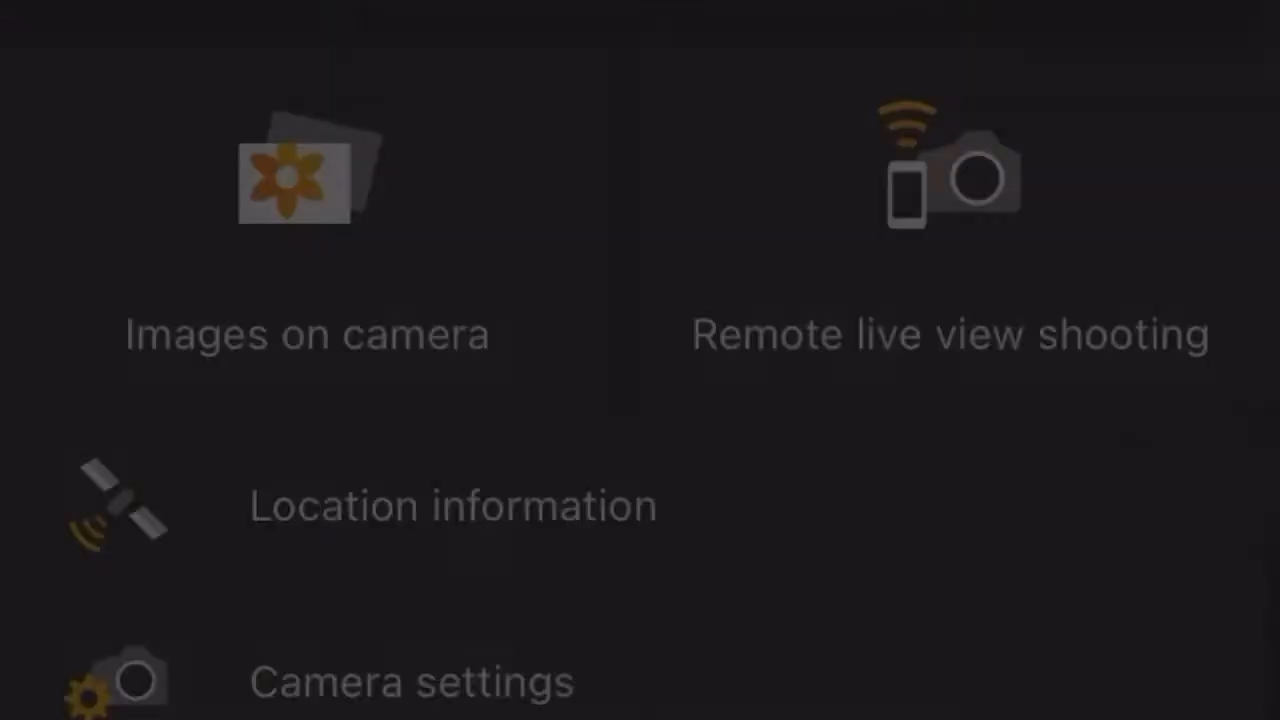 Images on camera
Remote live view shooting
Location information
Camera settings